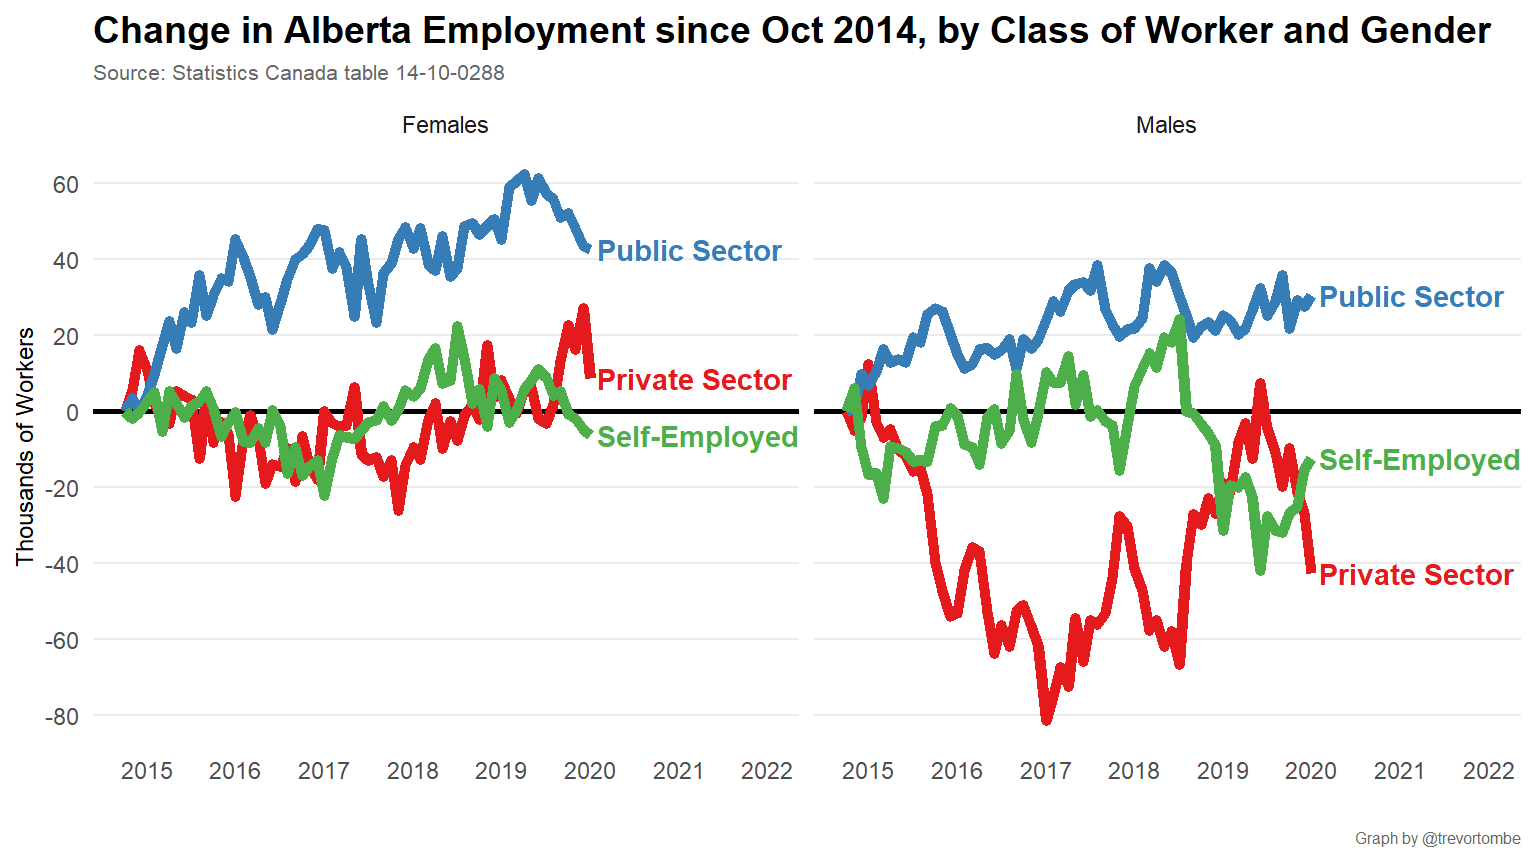 Change in Alberta Employment since Oct 2014, by Class of Worker and Gender
Source: Statistics Canada table 14-10-0288
Females
Males
Thousands of Workers
60
40
20
0
-20
-40
-60
-80
Public Sector
Private Sector
Self-Employed
Public Sector
Self-Employed
Private Sector
2015 2016 2017 2018 2019 2020 2021 2022
2015 2016 2017 2018 2019 2020 2021 2022
Graph by @trevortombe